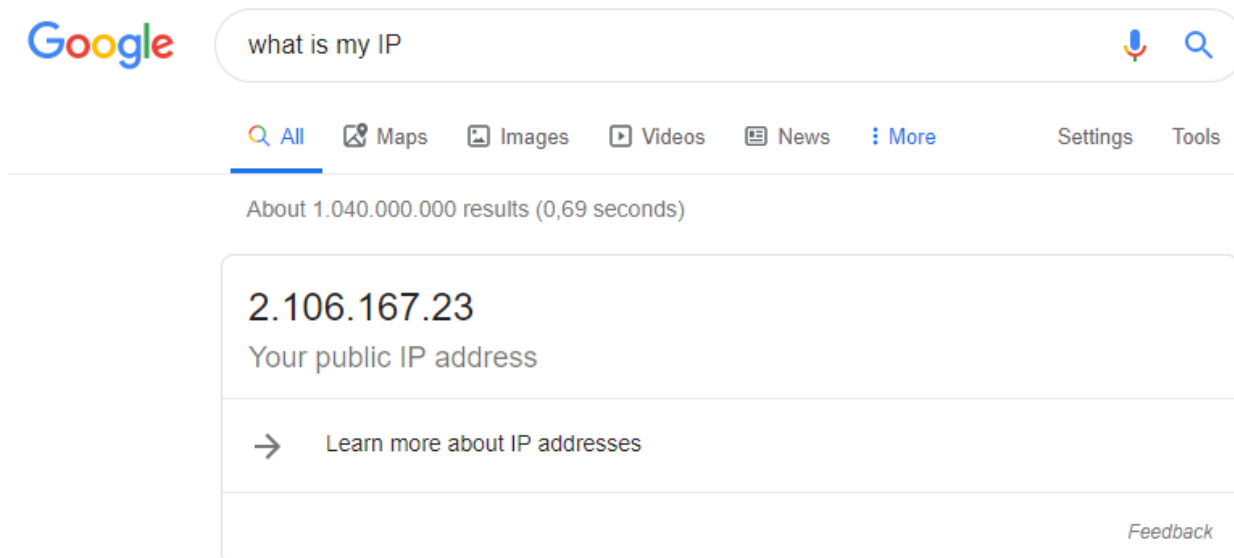 Google what is my IP
All Maps Images Videos News More Settings Tools
About 1.040.000.000 results (0,69 seconds)
2.106.167.23
Your public IP address
Learn more about IP addresses
Feedback